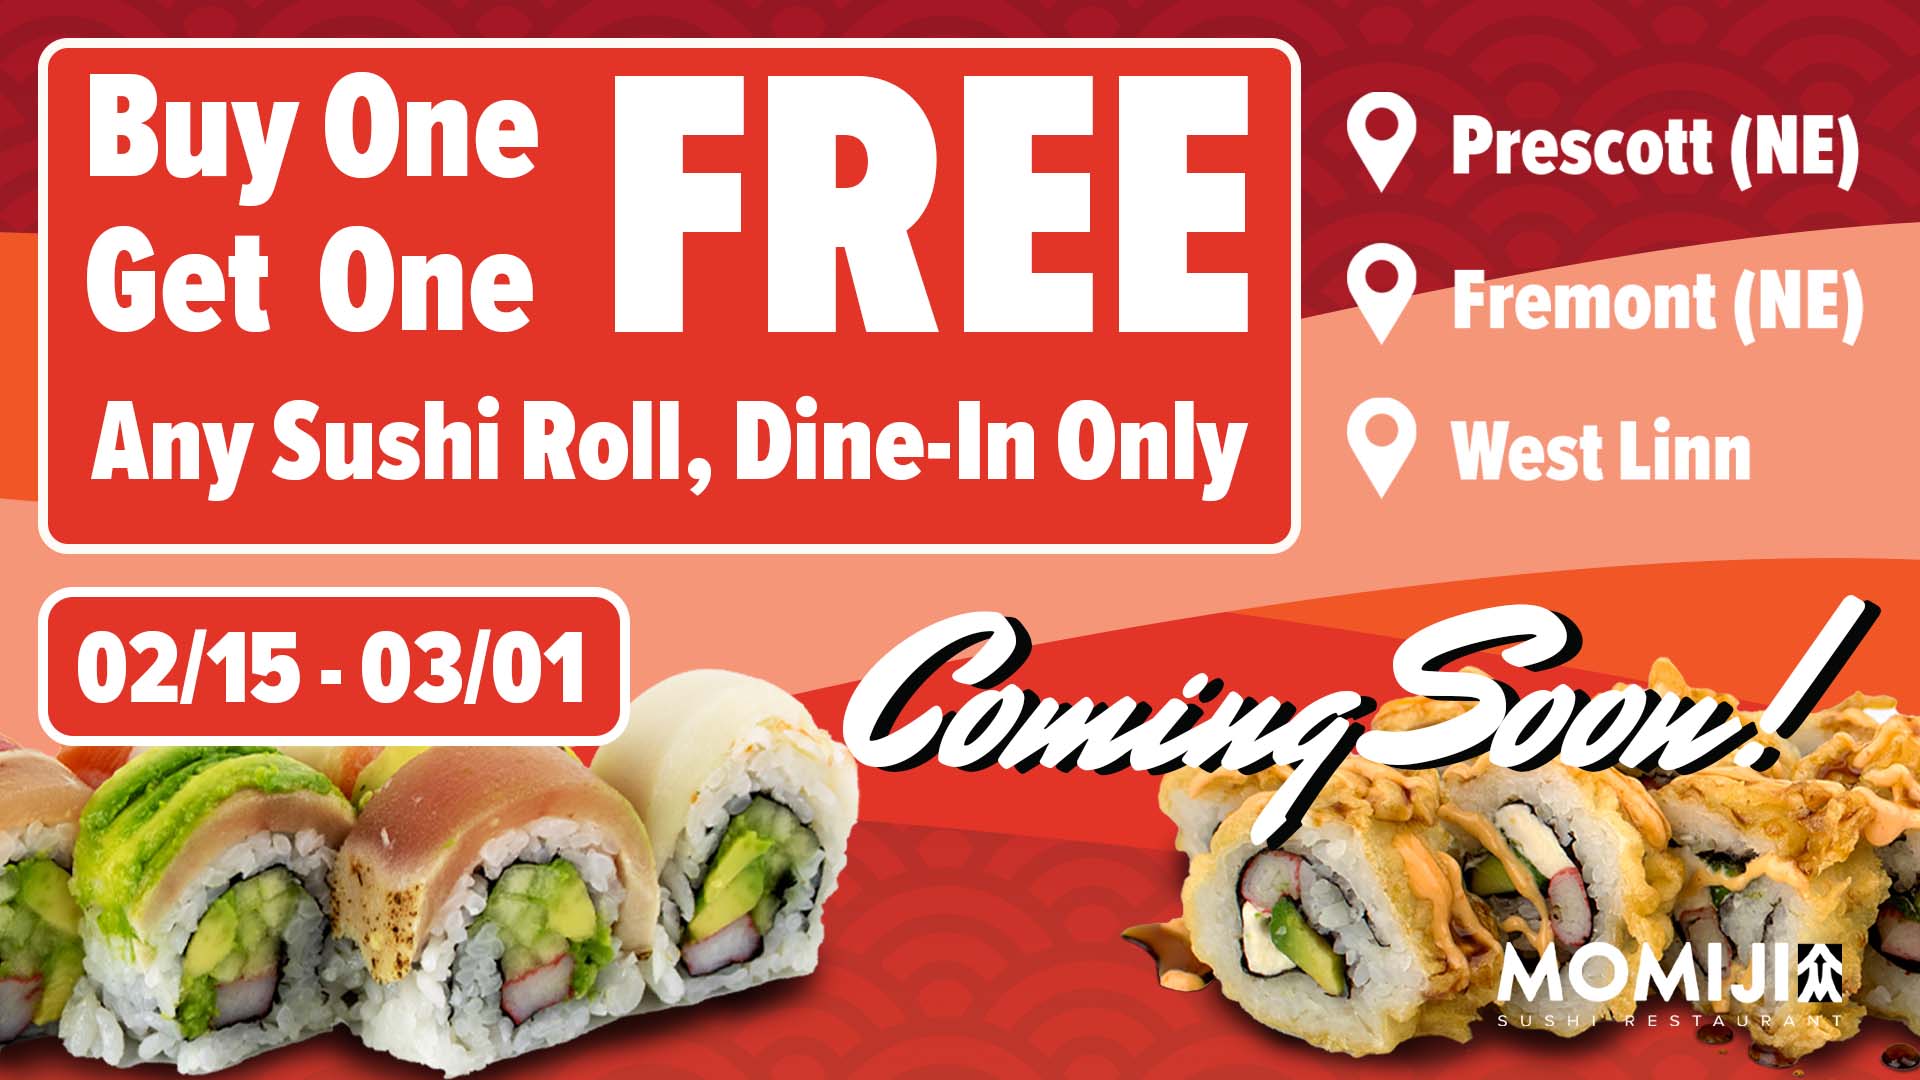 Buy One
Get One
FREE
Any Sushi Roll, Dine-In Only
Prescott (NE)
Fremont (NE)
West Linn
02/15 - 03/01
Coming Soon!
MOMIJI
SUSHI RESTAURANT